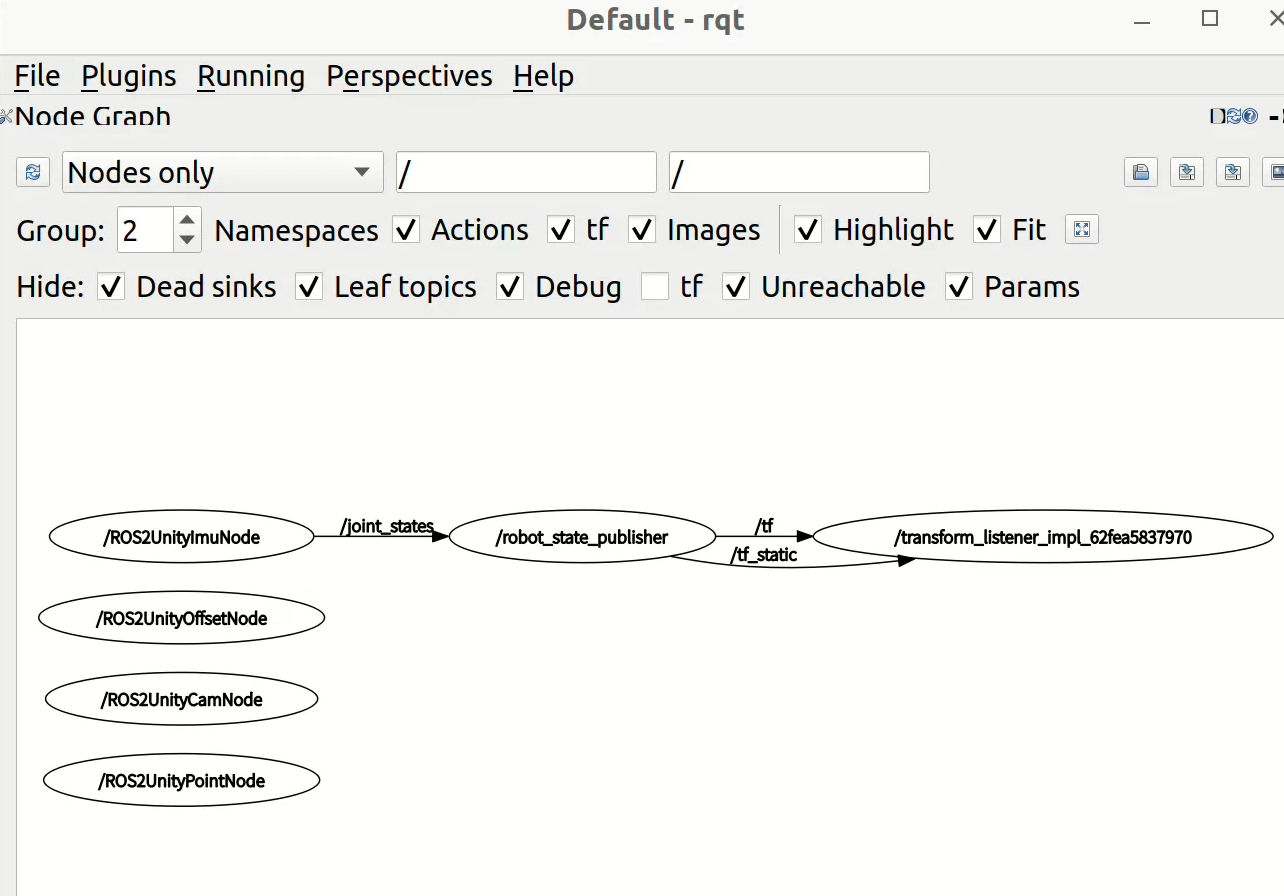 Default - rqt
File Plugins Running Perspectives Help
Node Graph
Nodes only / /
Group: 2 Namespaces Actions tf Images Highlight Fit
Hide: Dead sinks Leaf topics Debug tf Unreachable Params
/ROS2UnityImuNode /joint_states /robot_state_publisher /tf /transform_listener_impl_62fea5837970
/tf_static
/ROS2UnityOffsetNode
/ROS2UnityCamNode
/ROS2UnityPointNode